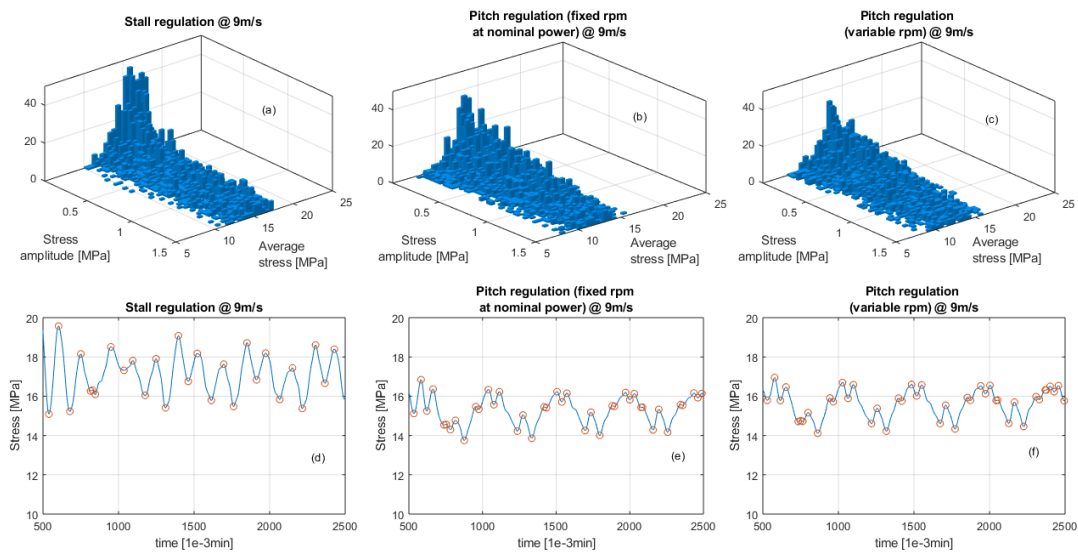 Stall regulation @ 9m/s
Pitch regulation (fixed rpm
at nominal power) @ 9m/s
Pitch regulation
(variable rpm) @ 9m/s
(a)
(b)
(c)
40
20
0
0.5
1
1.5
5
10
15
20
25
Stress
amplitude [MPa]
Average
stress [MPa]
40
20
0
0.5
1
1.5
5
10
15
20
25
Stress
amplitude [MPa]
Average
stress [MPa]
40
20
0
0.5
1
1.5
5
10
15
20
25
Stress
amplitude [MPa]
Average
stress [MPa]
Stall regulation @ 9m/s
Pitch regulation (fixed rpm
at nominal power) @ 9m/s
Pitch regulation
(variable rpm) @ 9m/s
20
18
16
14
12
10
Stress [MPa]
(d)
500
1000
1500
2000
2500
time [1e-3min]
20
18
16
14
12
10
Stress [MPa]
(e)
500
1000
1500
2000
2500
time [1e-3min]
20
18
16
14
12
10
Stress [MPa]
(f)
500
1000
1500
2000
2500
time [1e-3min]